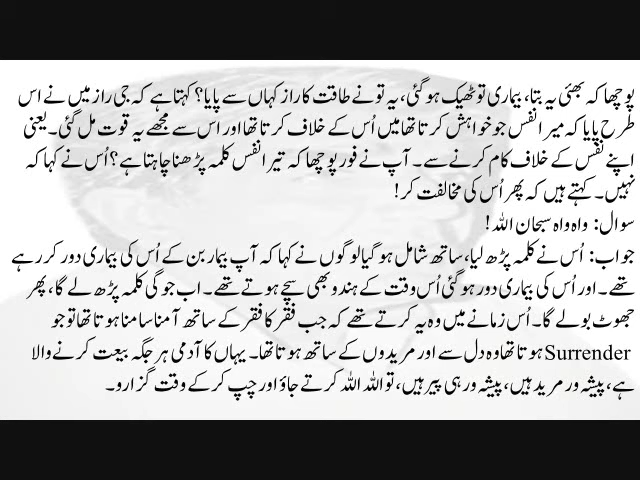 پوچھا کہ بھئی یہ بتا، بیماری تو ٹھیک ہو گئی، یہ تو نے طاقت کا راز کہاں سے پایا؟ کہتا ہے کہ جی راز میں نے اس
طرح پایا کہ میرا نفس جو خواہش کرتا تھا میں اُس کے خلاف کرتا تھا اور اس سے مجھے یہ قوت مل گئی۔ یعنی
اپنے نفس کے خلاف کام کرنے سے۔ آپ نے فور پوچھا کہ تیرا نفس کلمہ پڑھنا چاہتا ہے؟ اُس نے کہا کہ
نہیں۔ کہتے ہیں کہ پھر اُس کی مخالفت کر!
سوال: واہ واہ سبحان اللہ!
جواب: اُس نے کلمہ پڑھ لیا، ساتھ شامل ہو گیا لوگوں نے کہا کہ آپ بیمار بن کے اُس کی بیماری دور کر رہے
تھے۔ اور اُس کی بیماری دور ہو گئی اُس وقت کے ہندو بھی سچے ہوتے تھے۔ اب جوگی کلمہ پڑھ لے گا، پھر
جھوٹ بولے گا۔ اُس زمانے میں وہ یہ کرتے تھے کہ جب فقر کا فقر کے ساتھ آمنا سامنا ہوتا تھا تو جو
Surrender ہوتا تھا وہ دل سے اور مریدوں کے ساتھ ہوتا تھا۔ یہاں کا آدمی ہر جگہ بیعت کرنے والا
ہے، پیشہ ور مرید ہیں، پیشہ ور ہی پیر ہیں، تو اللہ اللہ کرتے جاؤ اور چپ کر کے وقت گزارو۔